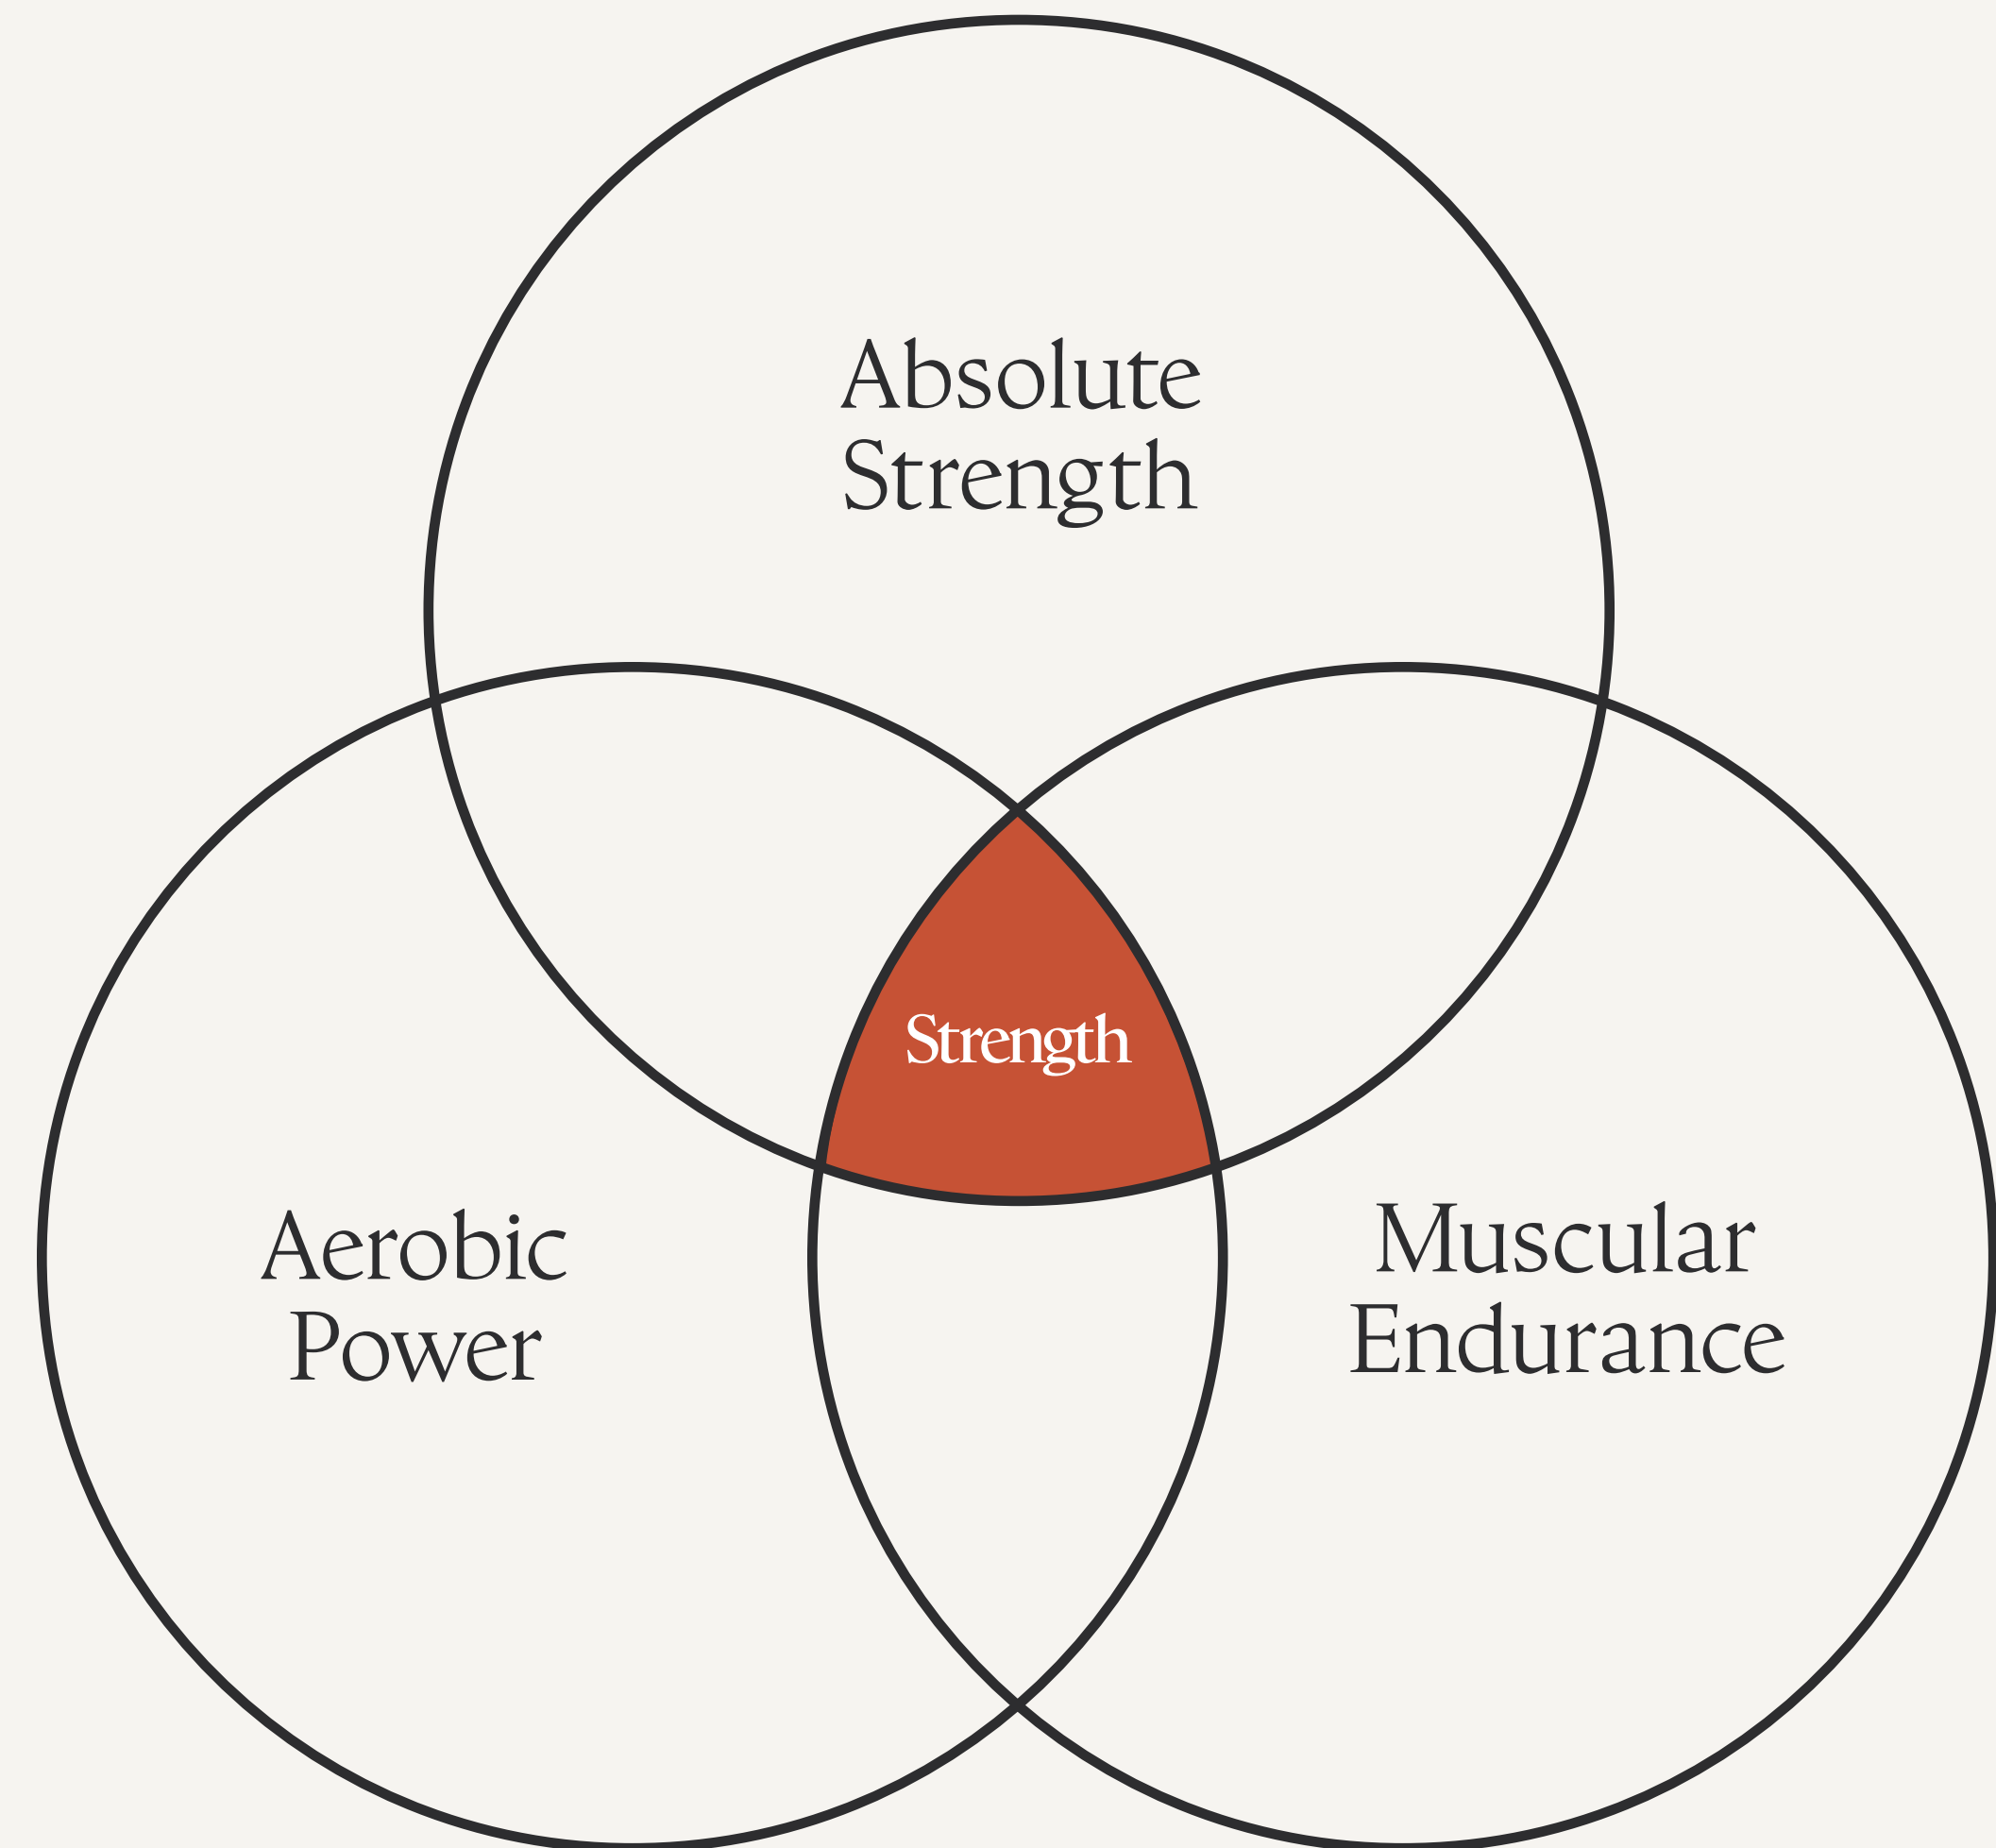 Absolute
Strength
Strength
Aerobic
Power
Muscular
Endurance